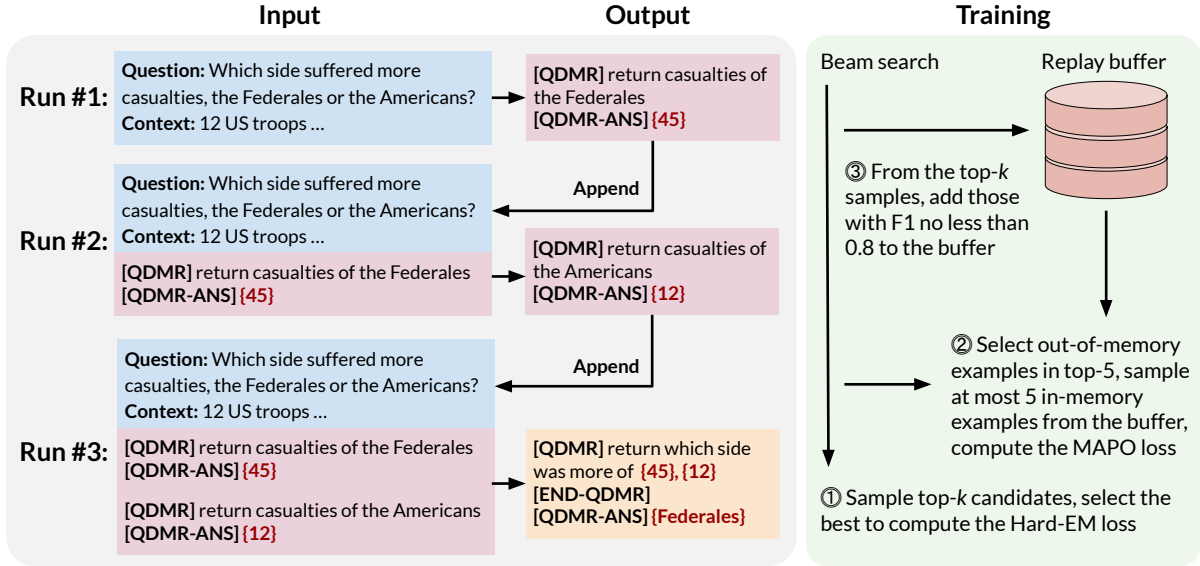 Input
Output
Training
Run #1:
Question: Which side suffered more
casualties, the Federales or the Americans?
Context: 12 US troops ...
[QDMR] return casualties of
the Federales
[QDMR-ANS] {45}
Append
Run #2:
Question: Which side suffered more
casualties, the Federales or the Americans?
Context: 12 US troops ...
[QDMR] return casualties of the Federales
[QDMR-ANS] {45}
[QDMR] return casualties of
the Americans
[QDMR-ANS] {12}
Append
Run #3:
Question: Which side suffered more
casualties, the Federales or the Americans?
Context: 12 US troops ...
[QDMR] return casualties of the Federales
[QDMR-ANS] {45}
[QDMR] return casualties of the Americans
[QDMR-ANS] {12}
[QDMR] return which side
was more of {45}, {12}
[END-QDMR]
[QDMR-ANS] {Federales}
Beam search
Replay buffer
③ From the top-k
samples, add those
with F1 no less than
0.8 to the buffer
② Select out-of-memory
examples in top-5, sample
at most 5 in-memory
examples from the buffer,
compute the MAPO loss
① Sample top-k candidates, select the
best to compute the Hard-EM loss